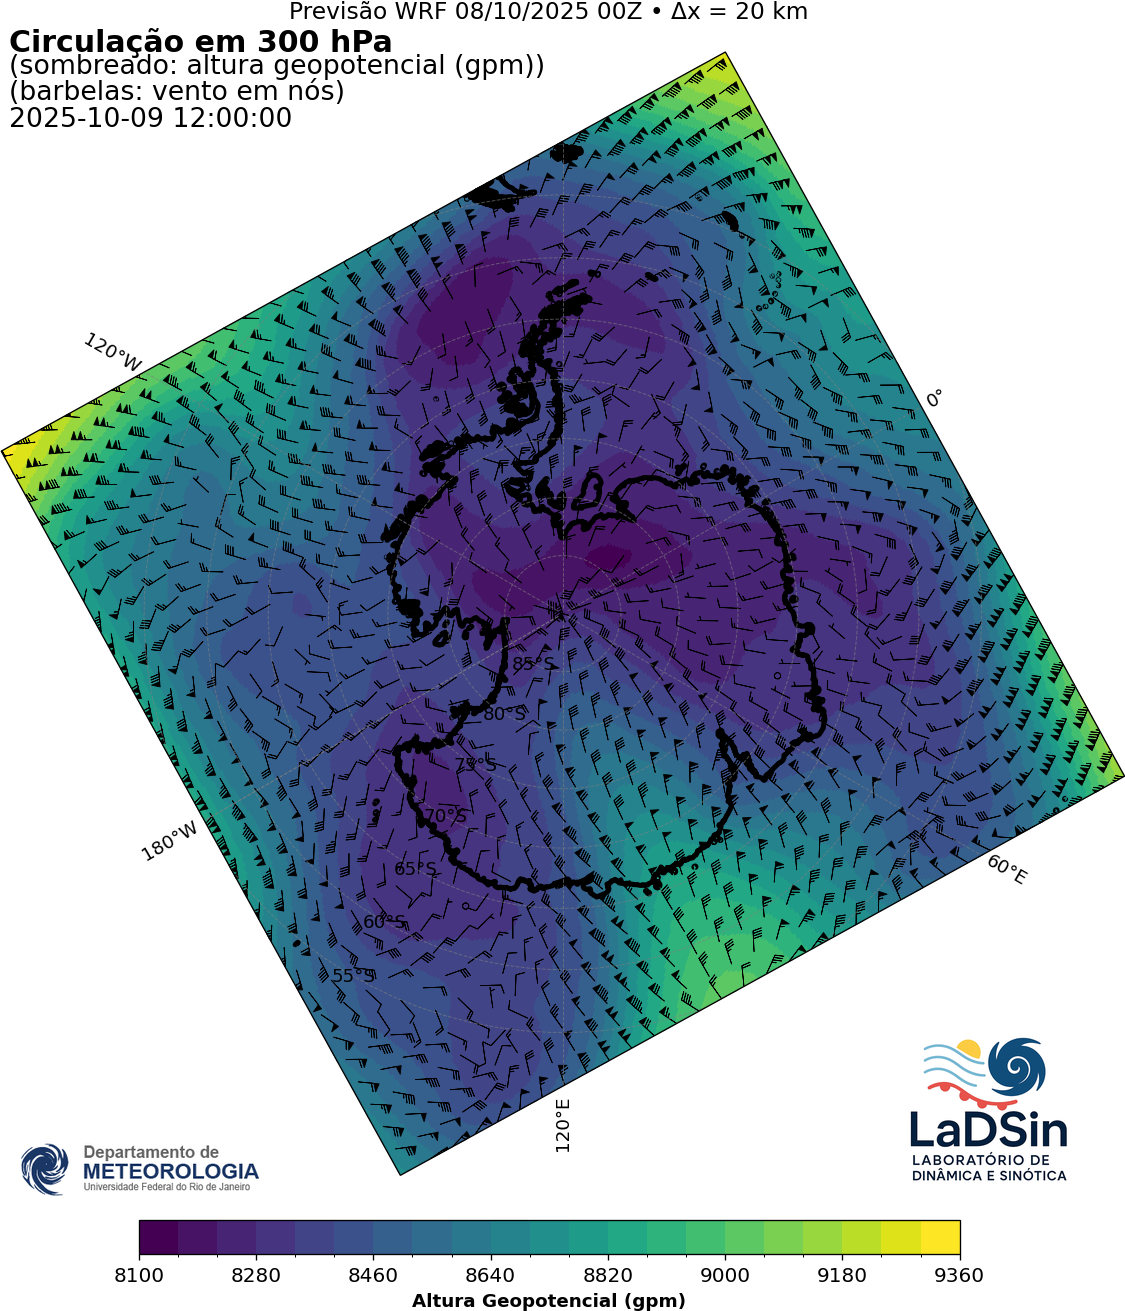 Previsão WRF 08/10/2025 00Z • Δx = 20 km
Circulação em 300 hPa
(sombreado: altura geopotencial (gpm))
(barbelas: vento em nós)
2025-10-09 12:00:00
120°W
0°
85°S
80°S
75°S
70°S
180°W
65°S
60°E
60°S
55°S
120°E
LaDSin
LABORATÓRIO DE
DINÂMICA E SINÓTICA
Departamento de
METEOROLOGIA
Universidade Federal do Rio de Janeiro
8100 8280 8460 8640 8820 9000 9180 9360
Altura Geopotencial (gpm)